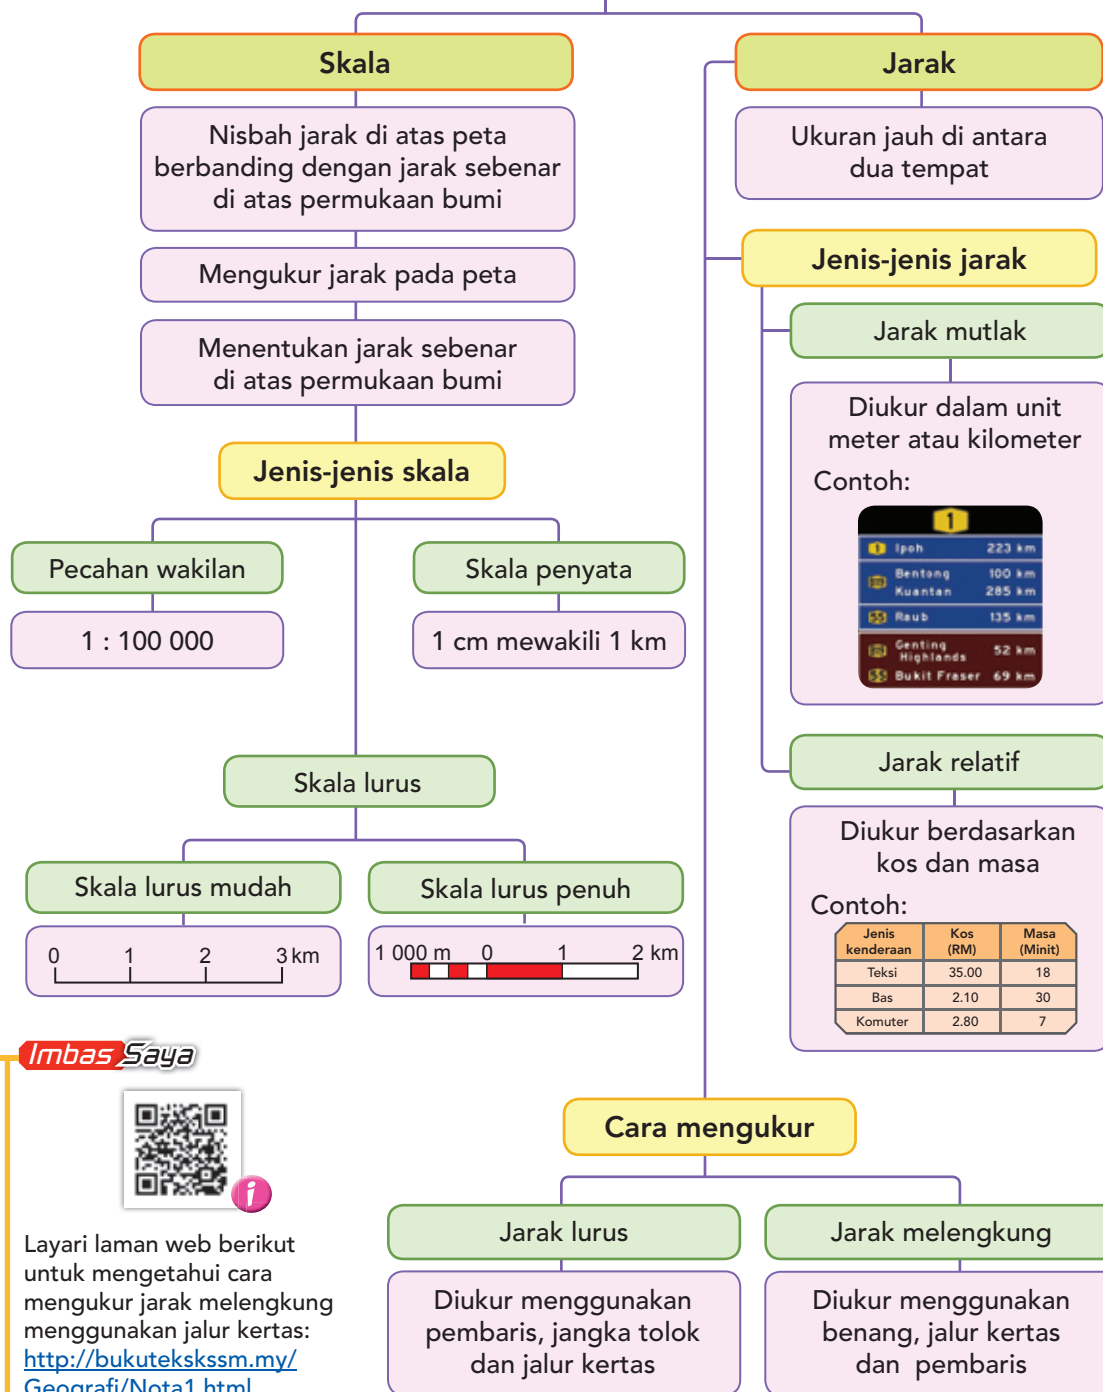 Skala
Nisbah jarak di atas peta
berbanding dengan jarak sebenar
di atas permukaan bumi
Mengukur jarak pada peta
Menentukan jarak sebenar
di atas permukaan bumi
Jenis-jenis skala
Pecahan wakilan
1 : 100 000
Skala penyata
1 cm mewakili 1 km
Skala lurus
Skala lurus mudah
0 1 2 3 km
Skala lurus penuh
1 000 m 0 1 2 km
Jarak
Ukuran jauh di antara
dua tempat
Jenis-jenis jarak
Jarak mutlak
Diukur dalam unit
meter atau kilometer
Contoh:
1
1 Ipoh 223 km
Bentong 100 km
Kuantan 285 km
55 Raub 135 km
Genting
Highlands 52 km
55 Bukit Fraser 69 km
Jarak relatif
Diukur berdasarkan
kos dan masa
Contoh:
Jenis kenderaan Kos (RM) Masa (Minit)
Teksi 35.00 18
Bas 2.10 30
Komuter 2.80 7
Cara mengukur
Jarak lurus
Diukur menggunakan
pembaris, jangka tolok
dan jalur kertas
Jarak melengkung
Diukur menggunakan
benang, jalur kertas
dan pembaris
Imbas Saya
i
Layari laman web berikut
untuk mengetahui cara
mengukur jarak melengkung
menggunakan jalur kertas:
http://bukutekskssm.my/
Geografi/Nota1.html